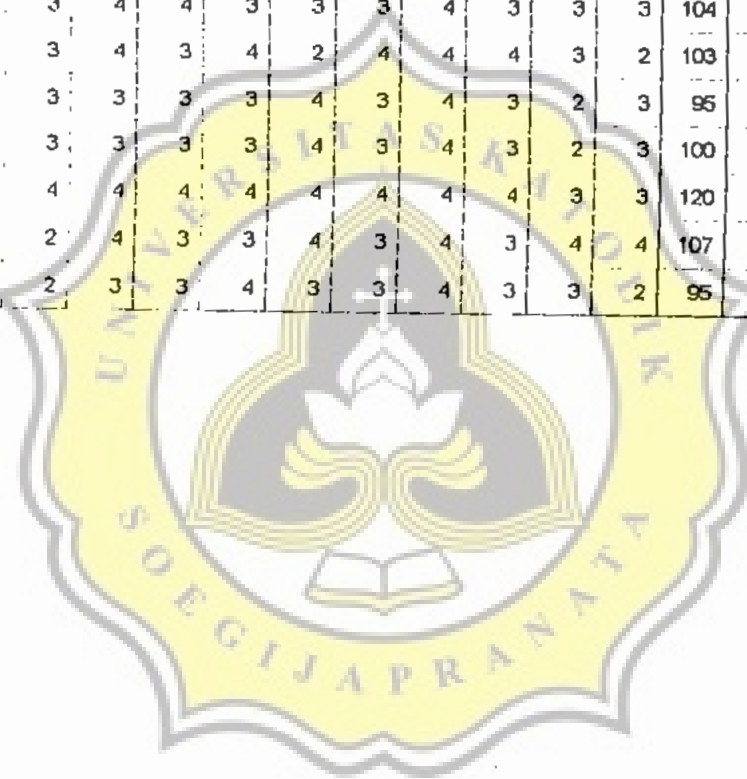 3 4 4 3 3 3 4 3 3 3 104
3 4 3 4 2 4 4 4 3 2 103
3 3 3 3 4 3 4 3 2 3 95
3 3 3 3 4 3 4 3 2 3 100
4 4 4 4 4 4 4 4 3 3 120
2 4 3 3 4 3 4 3 4 4 107
2 3 3 4 3 3 4 3 3 2 95
UNIVERSITAS KATOLIK
SOEGIJAPRANATA